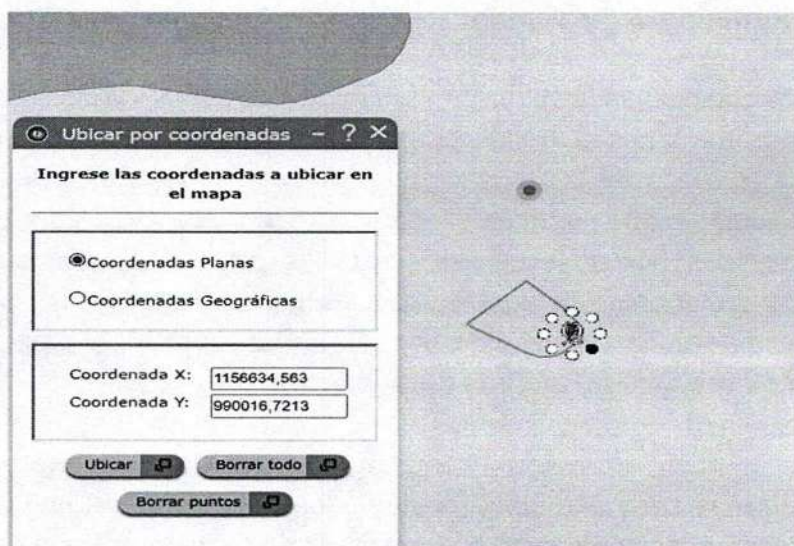 Ubicar por coordenadas – ? ✕
Ingrese las coordenadas a ubicar en
el mapa
Coordenadas Planas
Coordenadas Geográficas
Coordenada X: 1156634,563
Coordenada Y: 990016,7213
Ubicar
Borrar todo
Borrar puntos